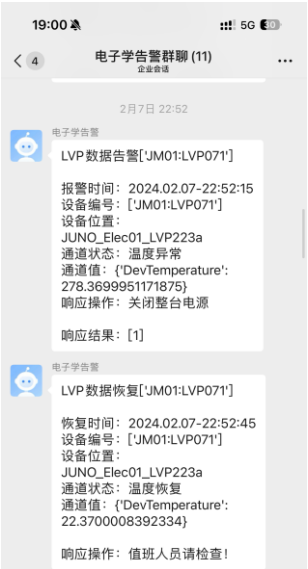 19:00 5G 30
4 电子学告警群聊 (11)
企业会话
2月7日 22:52
电子学告警
LVP数据告警['JM01:LVP071']
报警时间：2024.02.07-22:52:15
设备编号：['JM01:LVP071']
设备位置：
JUNO_Elec01_LVP223a
通道状态：温度异常
通道值：{'DevTemperature':
278.3699951171875}
响应操作：关闭整台电源
响应结果：[1]
电子学告警
LVP数据恢复['JM01:LVP071']
恢复时间：2024.02.07-22:52:45
设备编号：['JM01:LVP071']
设备位置：
JUNO_Elec01_LVP223a
通道状态：温度恢复
通道值：{'DevTemperature':
22.3700008392334}
响应操作：值班人员请检查！